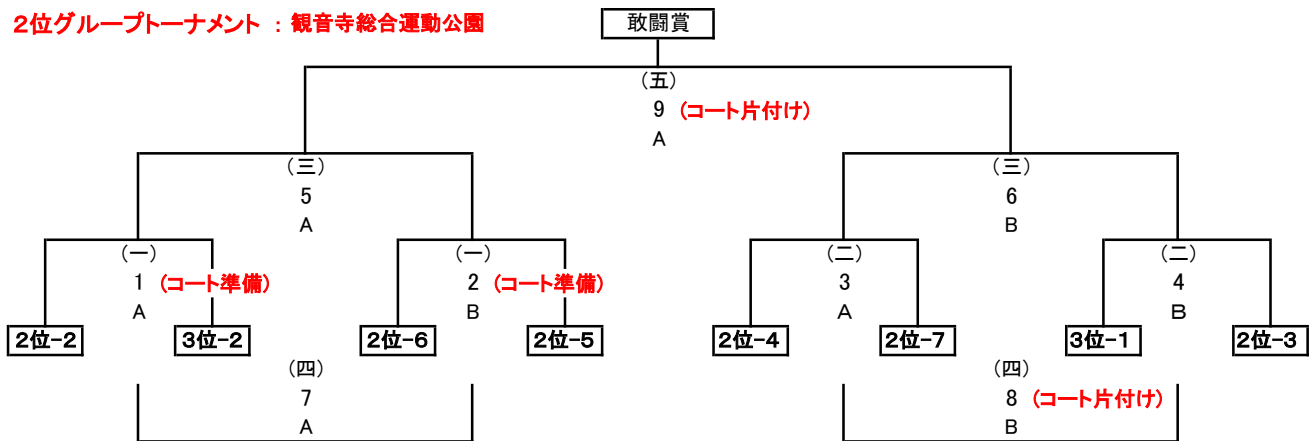 2位グループトーナメント ：観音寺総合運動公園
敢闘賞
(五)
9 (コート片付け)
A
(三) (三)
5 6
A B
(一) (一) (二) (二)
1 (コート準備) 2 (コート準備) 3 4
A B A B
2位-2 3位-2 2位-6 2位-5 2位-4 2位-7 3位-1 2位-3
(四) (四)
7 8 (コート片付け)
A B